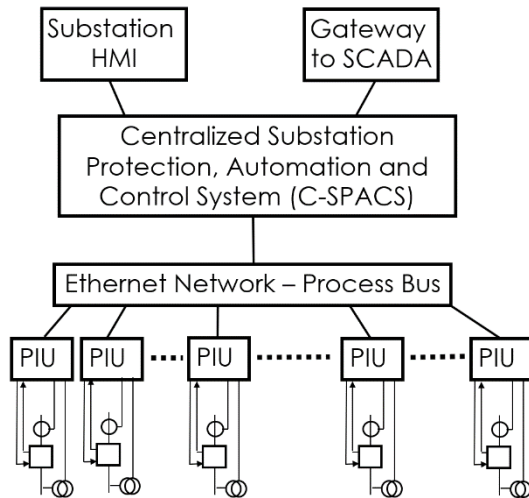 Substation
HMI
Gateway
to SCADA
Centralized Substation
Protection, Automation and
Control System (C-SPACS)
Ethernet Network – Process Bus
PIU
PIU
PIU
PIU
PIU